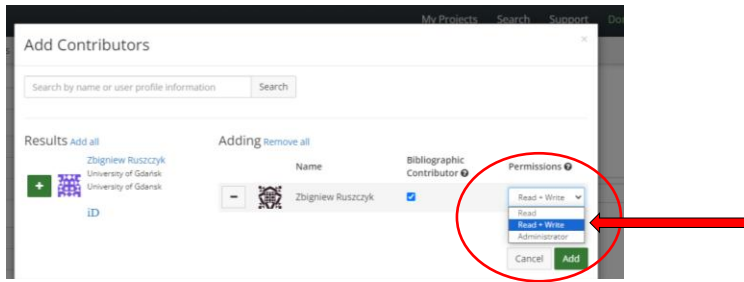 My Projects Search Support
Add Contributors ×
Search by name or user profile information Search
Results Add all
Zbigniew Ruszczyk
University of Gdańsk
University of Gdansk
iD
Adding Remove all
Name Bibliographic Contributor Permissions
Zbigniew Ruszczyk Read + Write
Read
Read + Write
Administrator
Cancel Add